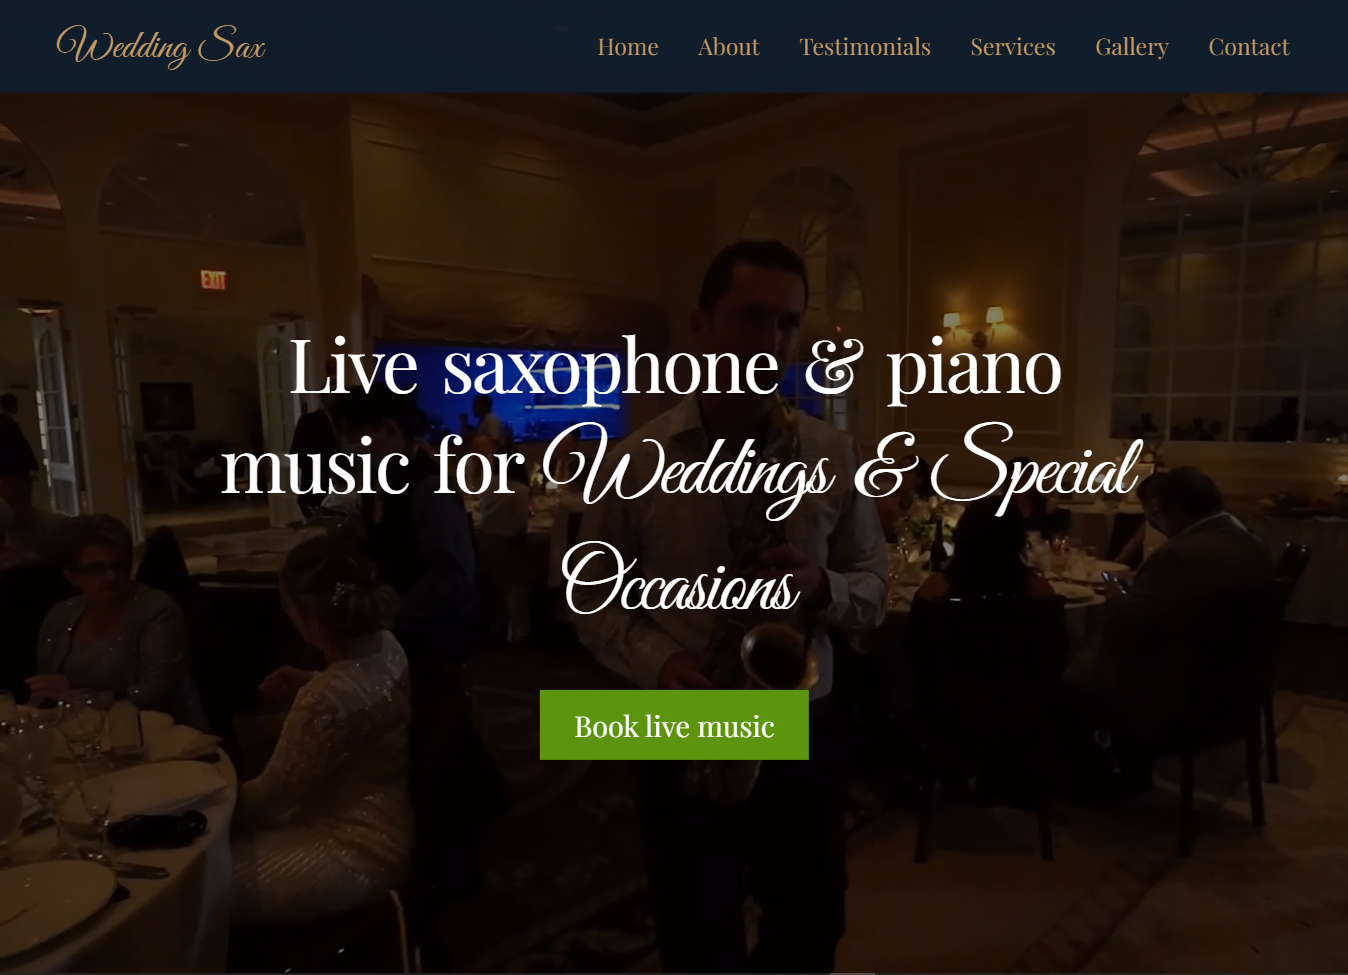 Wedding Sax
Home About Testimonials Services Gallery Contact
EXIT
Live saxophone & piano
music for Weddings & Special
Occasions
Book live music